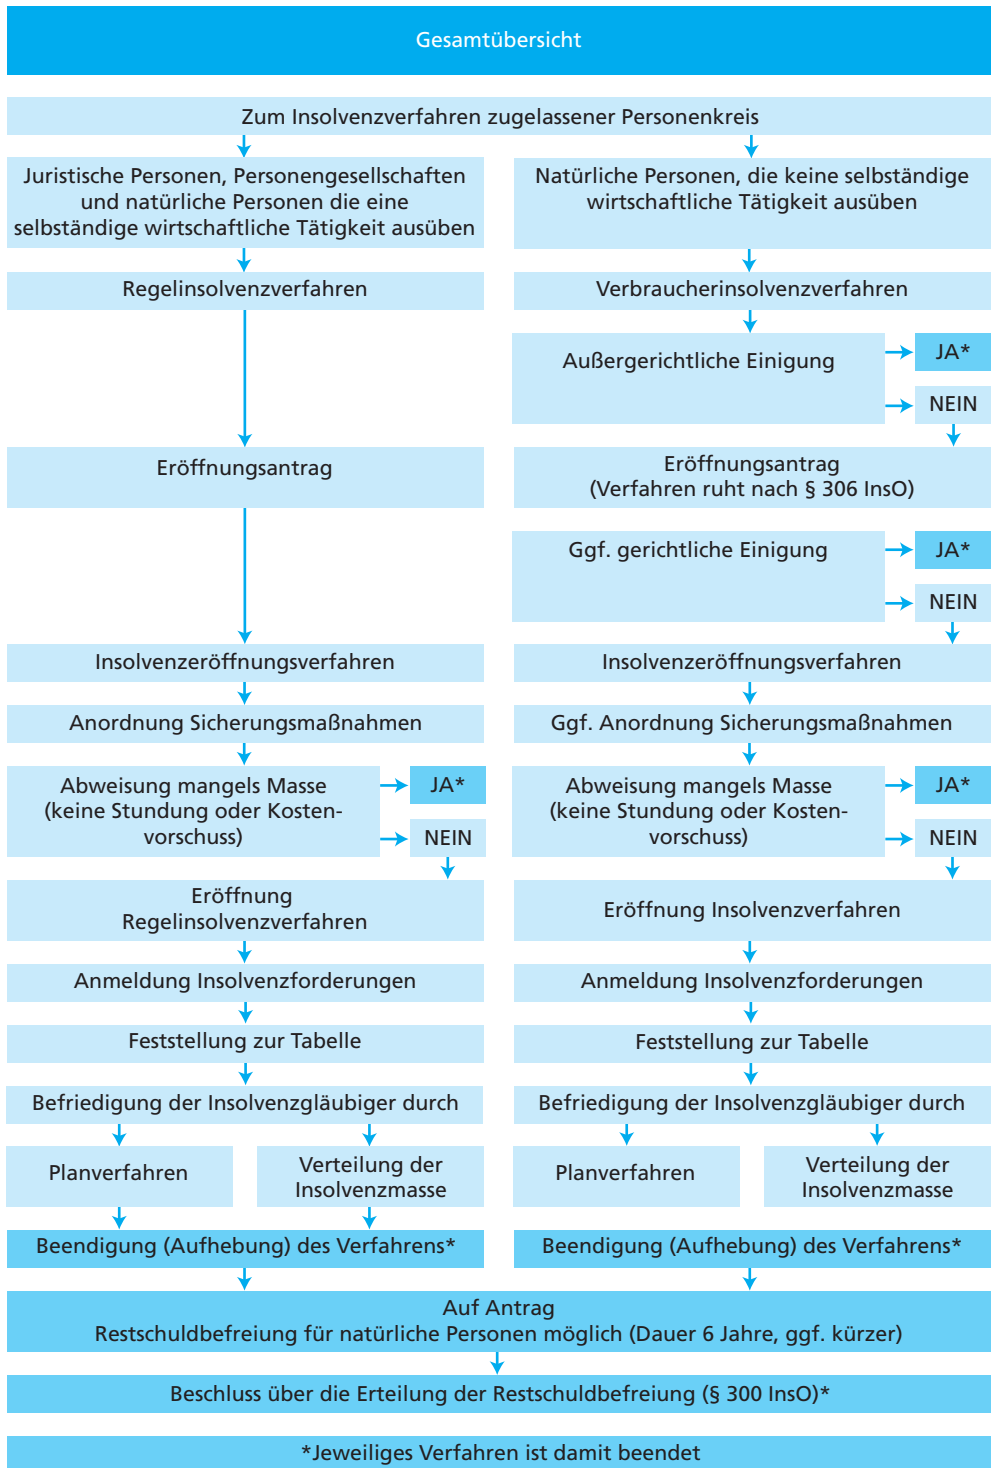 Gesamtübersicht
Zum Insolvenzverfahren zugelassener Personenkreis
Juristische Personen, Personengesellschaften
und natürliche Personen die eine
selbständige wirtschaftliche Tätigkeit ausüben
Natürliche Personen, die keine selbständige
wirtschaftliche Tätigkeit ausüben
Regelinsolvenzverfahren
Verbraucherinsolvenzverfahren
Außergerichtliche Einigung
JA*
NEIN
Eröffnungsantrag
Eröffnungsantrag
(Verfahren ruht nach § 306 InsO)
Ggf. gerichtliche Einigung
JA*
NEIN
Insolvenzeröffnungsverfahren
Insolvenzeröffnungsverfahren
Anordnung Sicherungsmaßnahmen
Ggf. Anordnung Sicherungsmaßnahmen
Abweisung mangels Masse
(keine Stundung oder Kosten-
vorschuss)
JA*
NEIN
Abweisung mangels Masse
(keine Stundung oder Kosten-
vorschuss)
JA*
NEIN
Eröffnung
Regelinsolvenzverfahren
Eröffnung Insolvenzverfahren
Anmeldung Insolvenzforderungen
Anmeldung Insolvenzforderungen
Feststellung zur Tabelle
Feststellung zur Tabelle
Befriedigung der Insolvenzgläubiger durch
Befriedigung der Insolvenzgläubiger durch
Planverfahren
Verteilung der
Insolvenzmasse
Planverfahren
Verteilung der
Insolvenzmasse
Beendigung (Aufhebung) des Verfahrens*
Beendigung (Aufhebung) des Verfahrens*
Auf Antrag
Restschuldbefreiung für natürliche Personen möglich (Dauer 6 Jahre, ggf. kürzer)
Beschluss über die Erteilung der Restschuldbefreiung (§ 300 InsO)*
*Jeweiliges Verfahren ist damit beendet